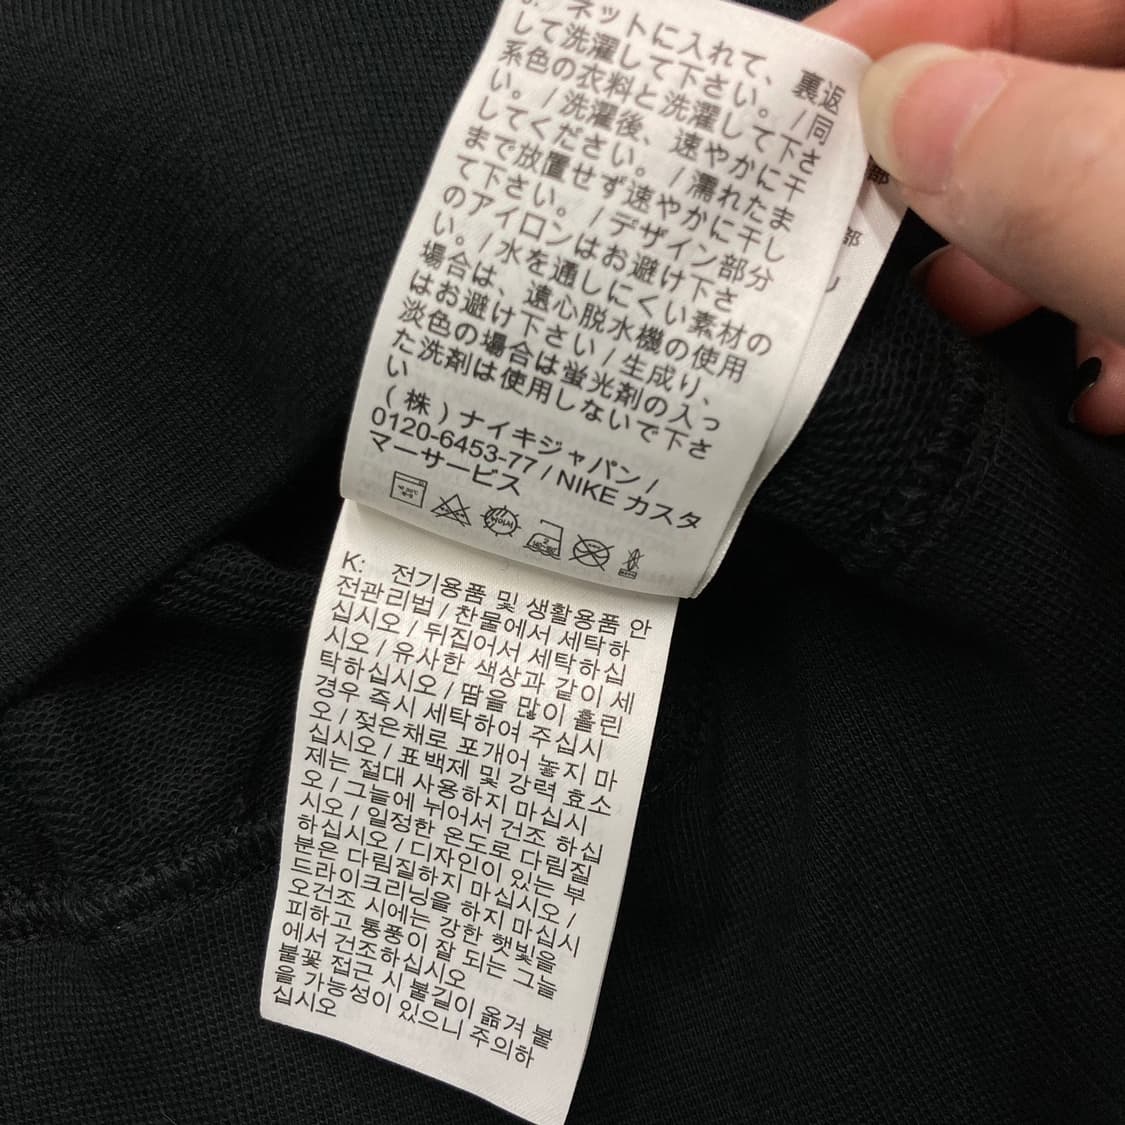 ネットに入れて、裏返
して洗濯して下さい。/同
系色の衣料と洗濯して下さ
い。/洗濯後、速やかに干
してください。/濡れたま
まで放置せず速やかに干し
て下さい。/デザイン部分
のアイロンはお避け下さ
い。/水を通しにくい素材の
場合は、遠心脱水機の使用
はお避け下さい/生成り、
淡色の場合は蛍光剤の入っ
た洗剤は使用しないで下さ
い
(株)ナイキジャパン/
0120-6453-77/NIKE カスタ
マーサービス
K: 전기용품 및 생활용품 안
전관리법/찬물에서 세탁하
십시오/뒤집어서 세탁하십
시오/유사한 색상과 같이 세
탁하십시오/땀을 많이 흘린
경우 즉시 세탁하여 주십시
오/젖은채로 포개어 놓지 마
십시오/표백제 및 강력 효소
제는 절대 사용하지 마십시
오/그늘에 뉘어서 건조 하십
시오/일정한 온도로 다림질
하십시오/디자인이 있는 부
분은 다림질하지 마십시오/
드라이크리닝을 하지 마십시
오건조 시에는 강한 햇빛을
피하고 통풍이 잘 되는 그늘
에서 건조하십시오
불꽃 접근 시 불길이 옮겨 붙
을 가능성이 있으니 주의하
십시오